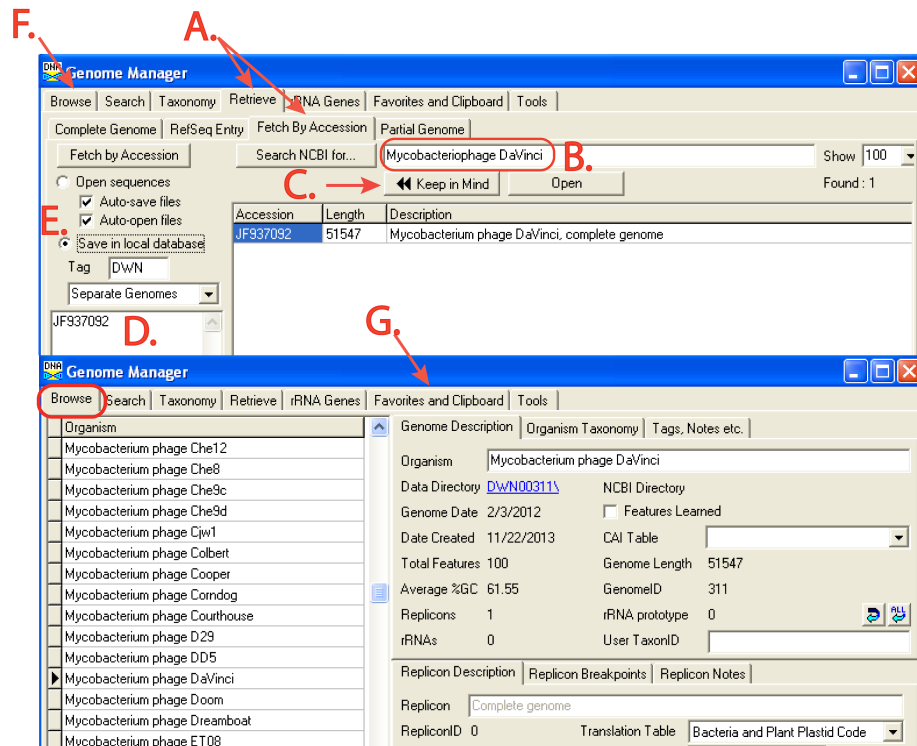 F.
A.
Genome Manager
Browse Search Taxonomy Retrieve rRNA Genes Favorites and Clipboard Tools
Complete Genome RefSeq Entry Fetch By Accession Partial Genome
Fetch by Accession Search NCBI for... Mycobacteriophage DaVinci B. Show 100
Open sequences C. Keep in Mind Open Found : 1
Auto-save files
E. Auto-open files
Accession Length Description
JF937092 51547 Mycobacterium phage DaVinci, complete genome
Save in local database
Tag DWN
Separate Genomes
JF937092 D.
G.
Genome Manager
Browse Search Taxonomy Retrieve rRNA Genes Favorites and Clipboard Tools
Organism
Mycobacterium phage Che12
Mycobacterium phage Che8
Mycobacterium phage Che9c
Mycobacterium phage Che9d
Mycobacterium phage Cjw1
Mycobacterium phage Colbert
Mycobacterium phage Cooper
Mycobacterium phage Corndog
Mycobacterium phage Courthouse
Mycobacterium phage D29
Mycobacterium phage DD5
Mycobacterium phage DaVinci
Mycobacterium phage Doom
Mycobacterium phage Dreamboat
Mycobacterium phage ET08
Genome Description Organism Taxonomy Tags, Notes etc.
Organism Mycobacterium phage DaVinci
Data Directory DWN00311\ NCBI Directory
Genome Date 2/3/2012 Features Learned
Date Created 11/22/2013 CAI Table
Total Features 100 Genome Length 51547
Average %GC 61.55 GenomeID 311
Replicons 1 rRNA prototype 0 ALL
rRNAs 0 User TaxonID
Replicon Description Replicon Breakpoints Replicon Notes
Replicon Complete genome
RepliconID 0 Translation Table Bacteria and Plant Plastid Code